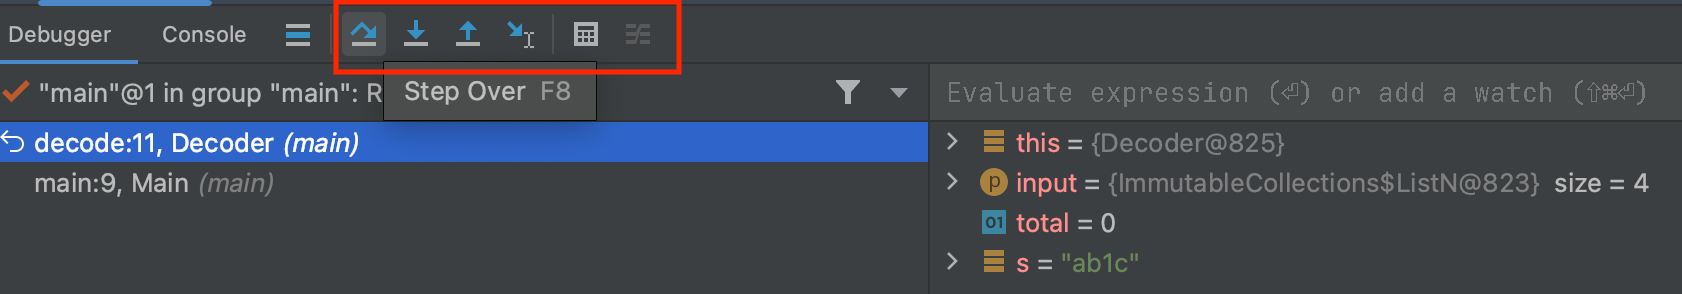 Debugger Console
"main"@1 in group "main": R
Step Over F8
Evaluate expression (⏎) or add a watch (⇧⌘⏎)
decode:11, Decoder (main)
main:9, Main (main)
this = {Decoder@825}
p input = {ImmutableCollections$ListN@823} size = 4
01 total = 0
s = "ab1c"